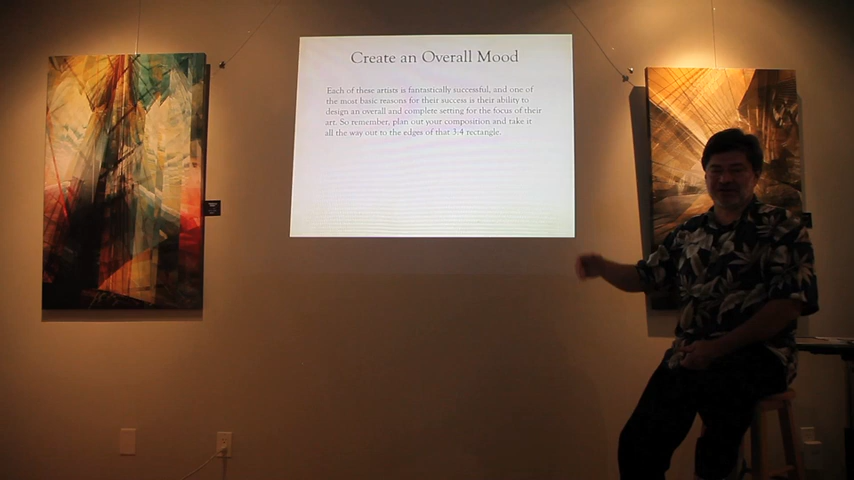 Create an Overall Mood
Each of these artists is fantastically successful, and one of
the most basic reasons for their success is their ability to
design an overall and complete setting for the focus of their
art. So remember, plan out your composition and take it
all the way out to the edges of that 3:4 rectangle.